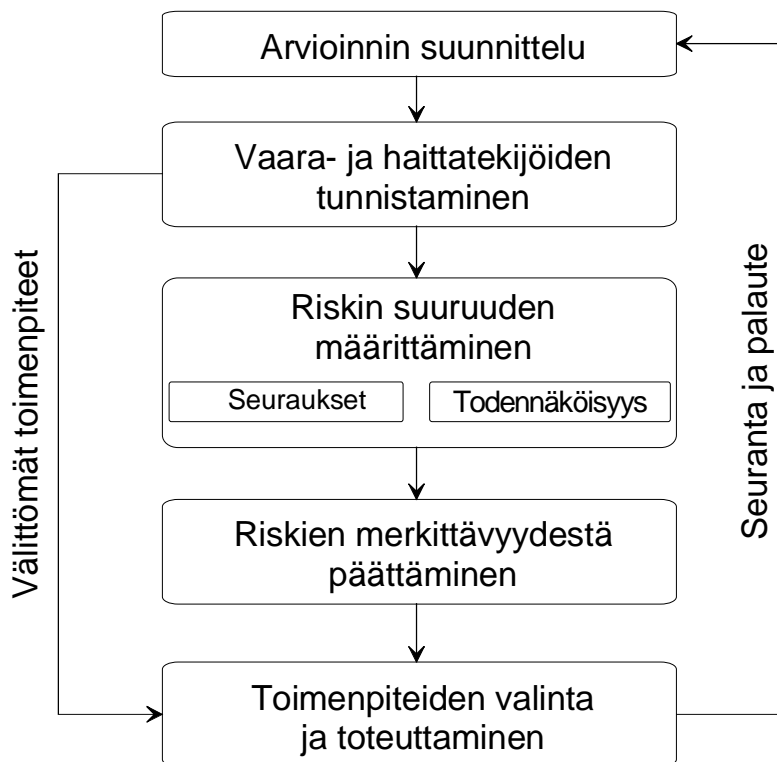 Arvioinnin suunnittelu
Vaara- ja haittatekijöiden
tunnistaminen
Riskin suuruuden
määrittäminen
Seuraukset
Todennäköisyys
Riskien merkittävyydestä
päättäminen
Toimenpiteiden valinta
ja toteuttaminen
Välittömät toimenpiteet
Seuranta ja palaute